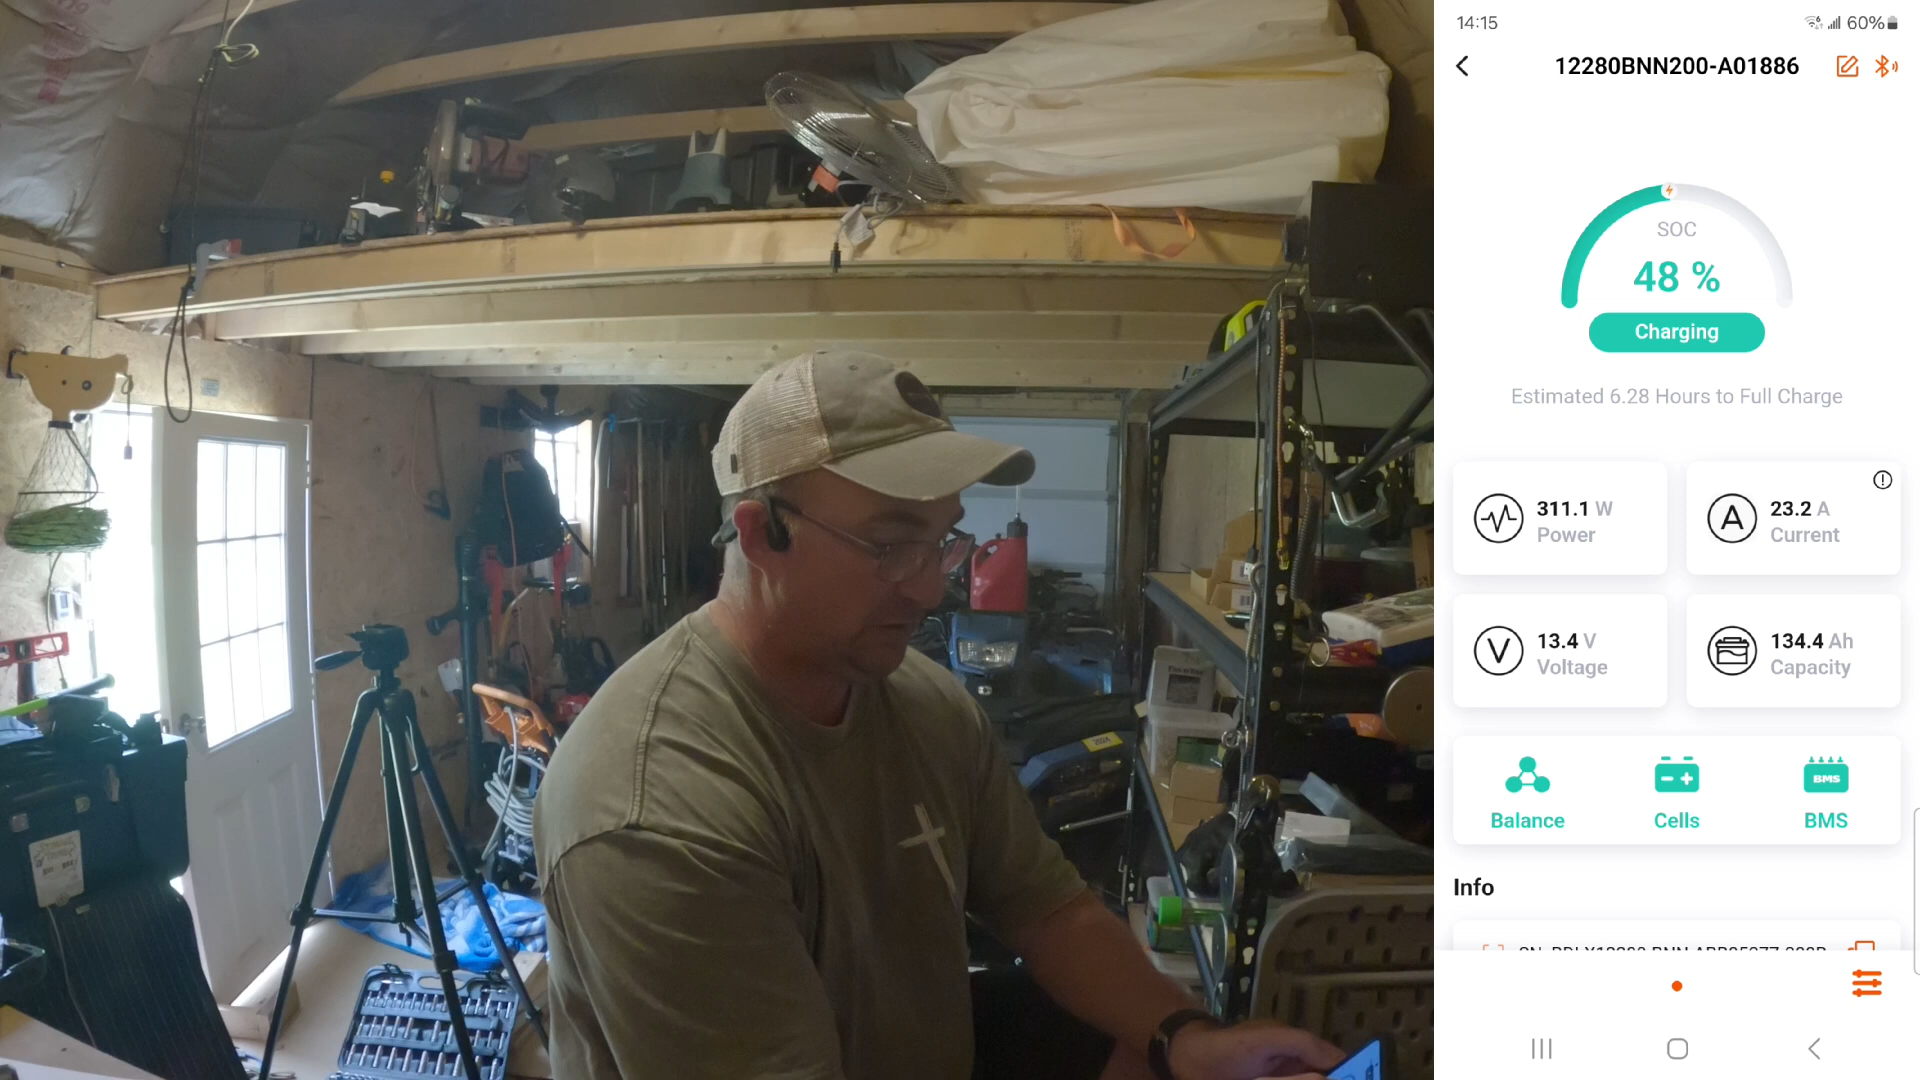 14:15
60%
12280BNN200-A01886
SOC
48 %
Charging
Estimated 6.28 Hours to Full Charge
311.1 W
Power
23.2 A
Current
13.4 V
Voltage
134.4 Ah
Capacity
BMS
Balance
Cells
BMS
Info
2024